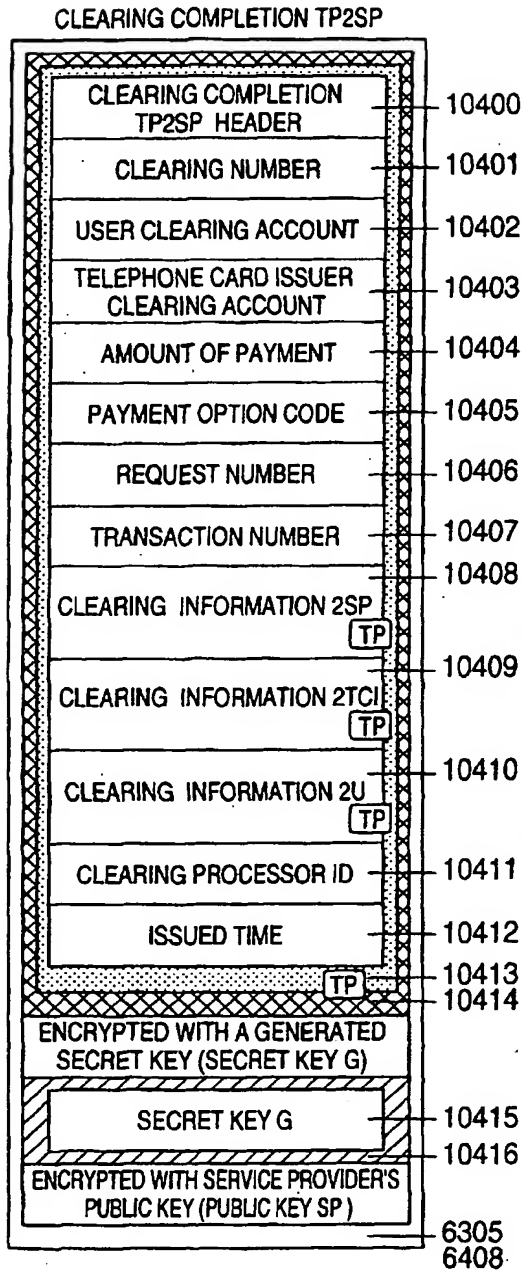 CLEARING COMPLETION TP2SP
CLEARING COMPLETION
TP2SP HEADER
10400
CLEARING NUMBER
10401
USER CLEARING ACCOUNT
10402
TELEPHONE CARD ISSUER
CLEARING ACCOUNT
10403
AMOUNT OF PAYMENT
10404
PAYMENT OPTION CODE
10405
REQUEST NUMBER
10406
TRANSACTION NUMBER
10407
10408
CLEARING INFORMATION 2SP
TP
10409
CLEARING INFORMATION 2TCI
TP
10410
CLEARING INFORMATION 2U
TP
CLEARING PROCESSOR ID
10411
ISSUED TIME
10412
TP
10413
10414
ENCRYPTED WITH A GENERATED
SECRET KEY (SECRET KEY G)
SECRET KEY G
10415
10416
ENCRYPTED WITH SERVICE PROVIDER'S
PUBLIC KEY (PUBLIC KEY SP)
6305
6408